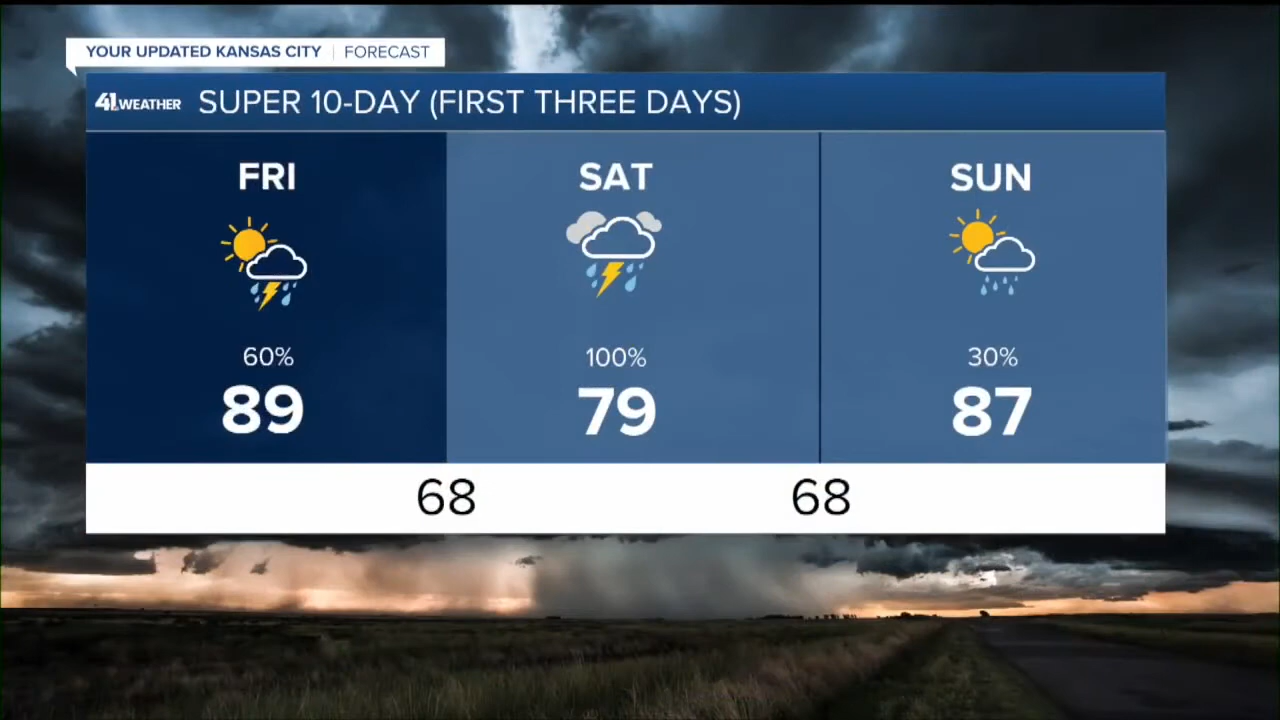 YOUR UPDATED KANSAS CITY | FORECAST
41 WEATHER SUPER 10-DAY (FIRST THREE DAYS)
FRI SAT SUN
60% 100% 30%
89 79 87
68 68